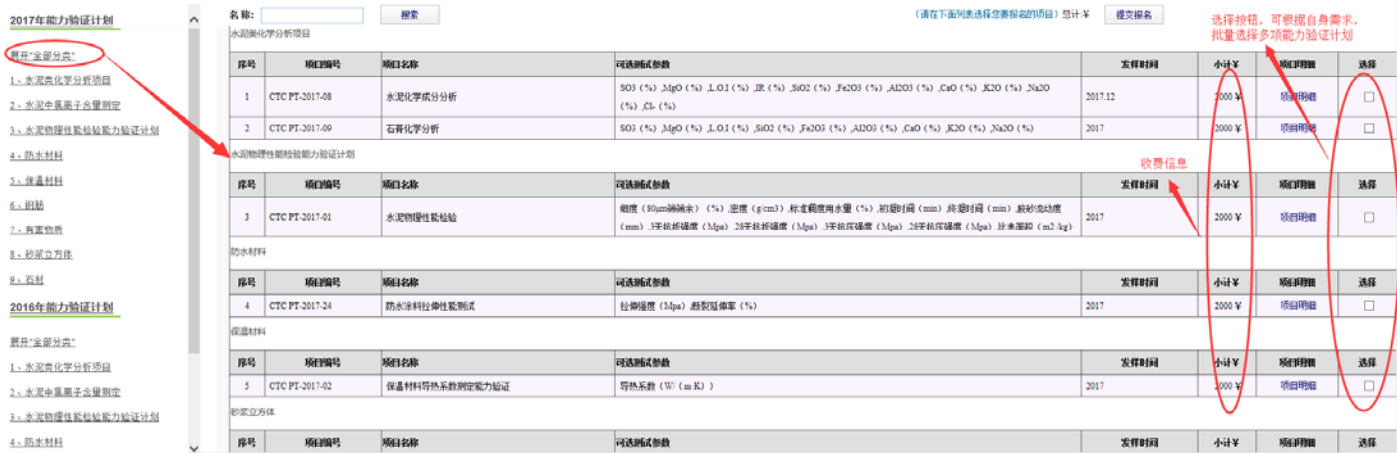 2017年能力验证计划
展开"全部分类"
1、水泥类化学分析项目
2、水泥中氯离子含量测定
3、水泥物理性能检验能力验证计划
4、防水材料
5、保温材料
6、钢筋
7、有害物质
8、砂浆立方体
9、石材
2016年能力验证计划
展开"全部分类"
1、水泥类化学分析项目
2、水泥中氯离子含量测定
3、水泥物理性能检验能力验证计划
4、防水材料
名称: 搜索 (请在下面列表选择您要报名的项目) 总计:¥ 提交报名
选择按钮，可根据自身需求，
批量选择多项能力验证计划
水泥类化学分析项目
序号 项目编号 项目名称 可选测试参数 发样时间 小计¥ 项目明细 选择
1 CTC PT-2017-08 水泥化学成分分析 SO3（%）,MgO（%）,L.O.I（%）,IR（%）,SiO2（%）,Fe2O3（%）,Al2O3（%）,CaO（%）,K2O（%）,Na2O
（%）,Cl-（%） 2017.12 2000 ¥ 项目明细
2 CTC PT-2017-09 石膏化学分析 SO3（%）,MgO（%）,L.O.I（%）,SiO2（%）,Fe2O3（%）,Al2O3（%）,CaO（%）,K2O（%）,Na2O（%） 2017 2000 ¥ 项目明细
水泥物理性能检验能力验证计划
收费信息
序号 项目编号 项目名称 可选测试参数 发样时间 小计¥ 项目明细 选择
3 CTC PT-2017-01 水泥物理性能检验 细度（80μm筛筛余）（%）,密度（g/cm3）,标准稠度用水量（%）,初凝时间（min）,终凝时间（min）,胶砂流动度
（mm）,3天抗折强度（Mpa）,28天抗折强度（Mpa）,3天抗压强度（Mpa）,28天抗压强度（Mpa）,比表面积（m2/kg） 2017 2000 ¥ 项目明细
防水材料
序号 项目编号 项目名称 可选测试参数 发样时间 小计¥ 项目明细 选择
4 CTC PT-2017-24 防水涂料拉伸性能测试 拉伸强度（Mpa）,断裂延伸率（%） 2017 2000 ¥ 项目明细
保温材料
序号 项目编号 项目名称 可选测试参数 发样时间 小计¥ 项目明细 选择
5 CTC PT-2017-02 保温材料导热系数测定能力验证 导热系数（W/（m·K）） 2017 2000 ¥ 项目明细
砂浆立方体
序号 项目编号 项目名称 可选测试参数 发样时间 小计¥ 项目明细 选择